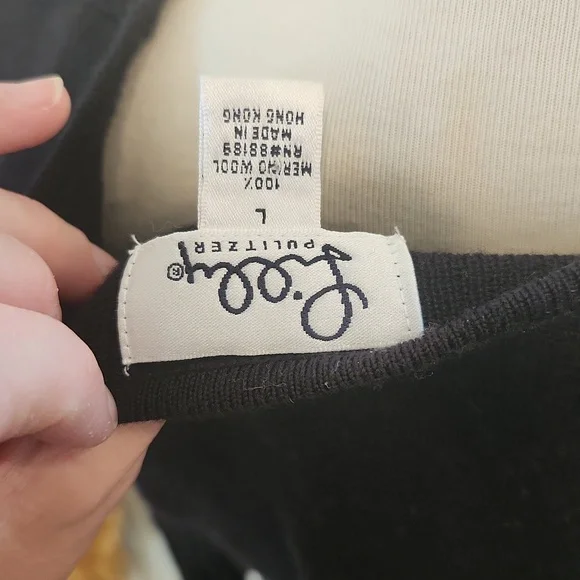 Lilly®
PULITZER
L
100%
MERINO WOOL
RN#88189
MADE IN
HONG KONG